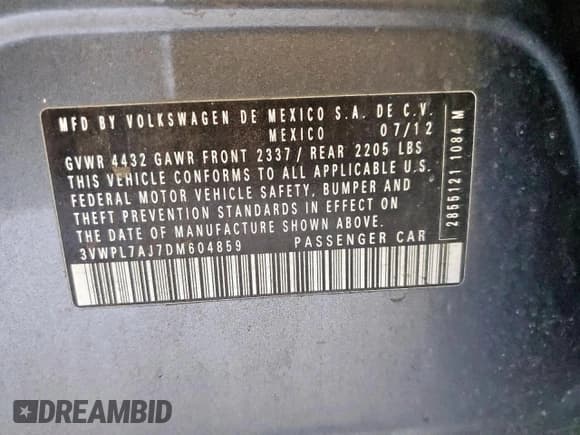 MFD BY VOLKSWAGEN DE MEXICO S.A. DE C.V.
MEXICO 07/12
GVWR 4432 GAWR FRONT 2337 / REAR 2205 LBS
THIS VEHICLE CONFORMS TO ALL APPLICABLE U.S.
FEDERAL MOTOR VEHICLE SAFETY, BUMPER AND
THEFT PREVENTION STANDARDS IN EFFECT ON
THE DATE OF MANUFACTURE SHOWN ABOVE.
3VWPL7AJ7DM604859 PASSENGER CAR
2855121 1084 M
DREAMBID